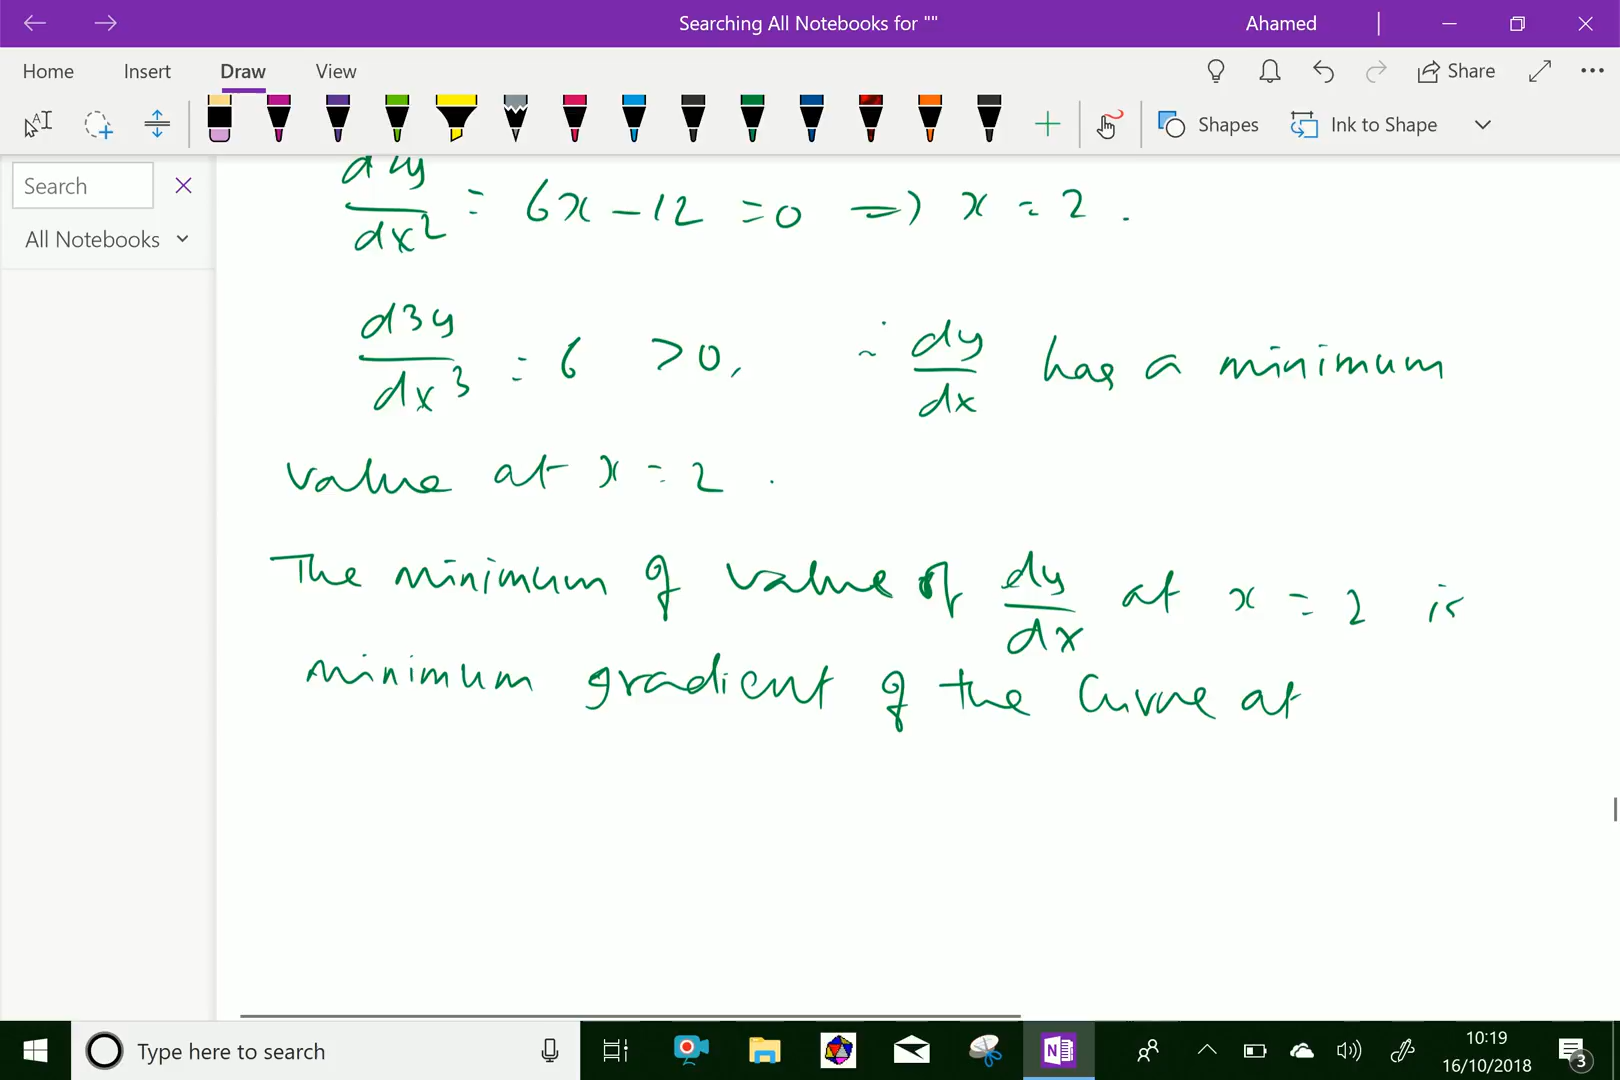 Searching All Notebooks for ""
Ahamed
Home Insert Draw View Share
Shapes Ink to Shape
Search
All Notebooks
d2y/dx2 = 6x - 12 = 0 => x = 2.
d3y/dx3 = 6 > 0, ∴ dy/dx has a minimum
value at x = 2.
The minimum of value of dy/dx at x = 2 is
minimum gradient of the curve at
Type here to search
10:19
16/10/2018
3